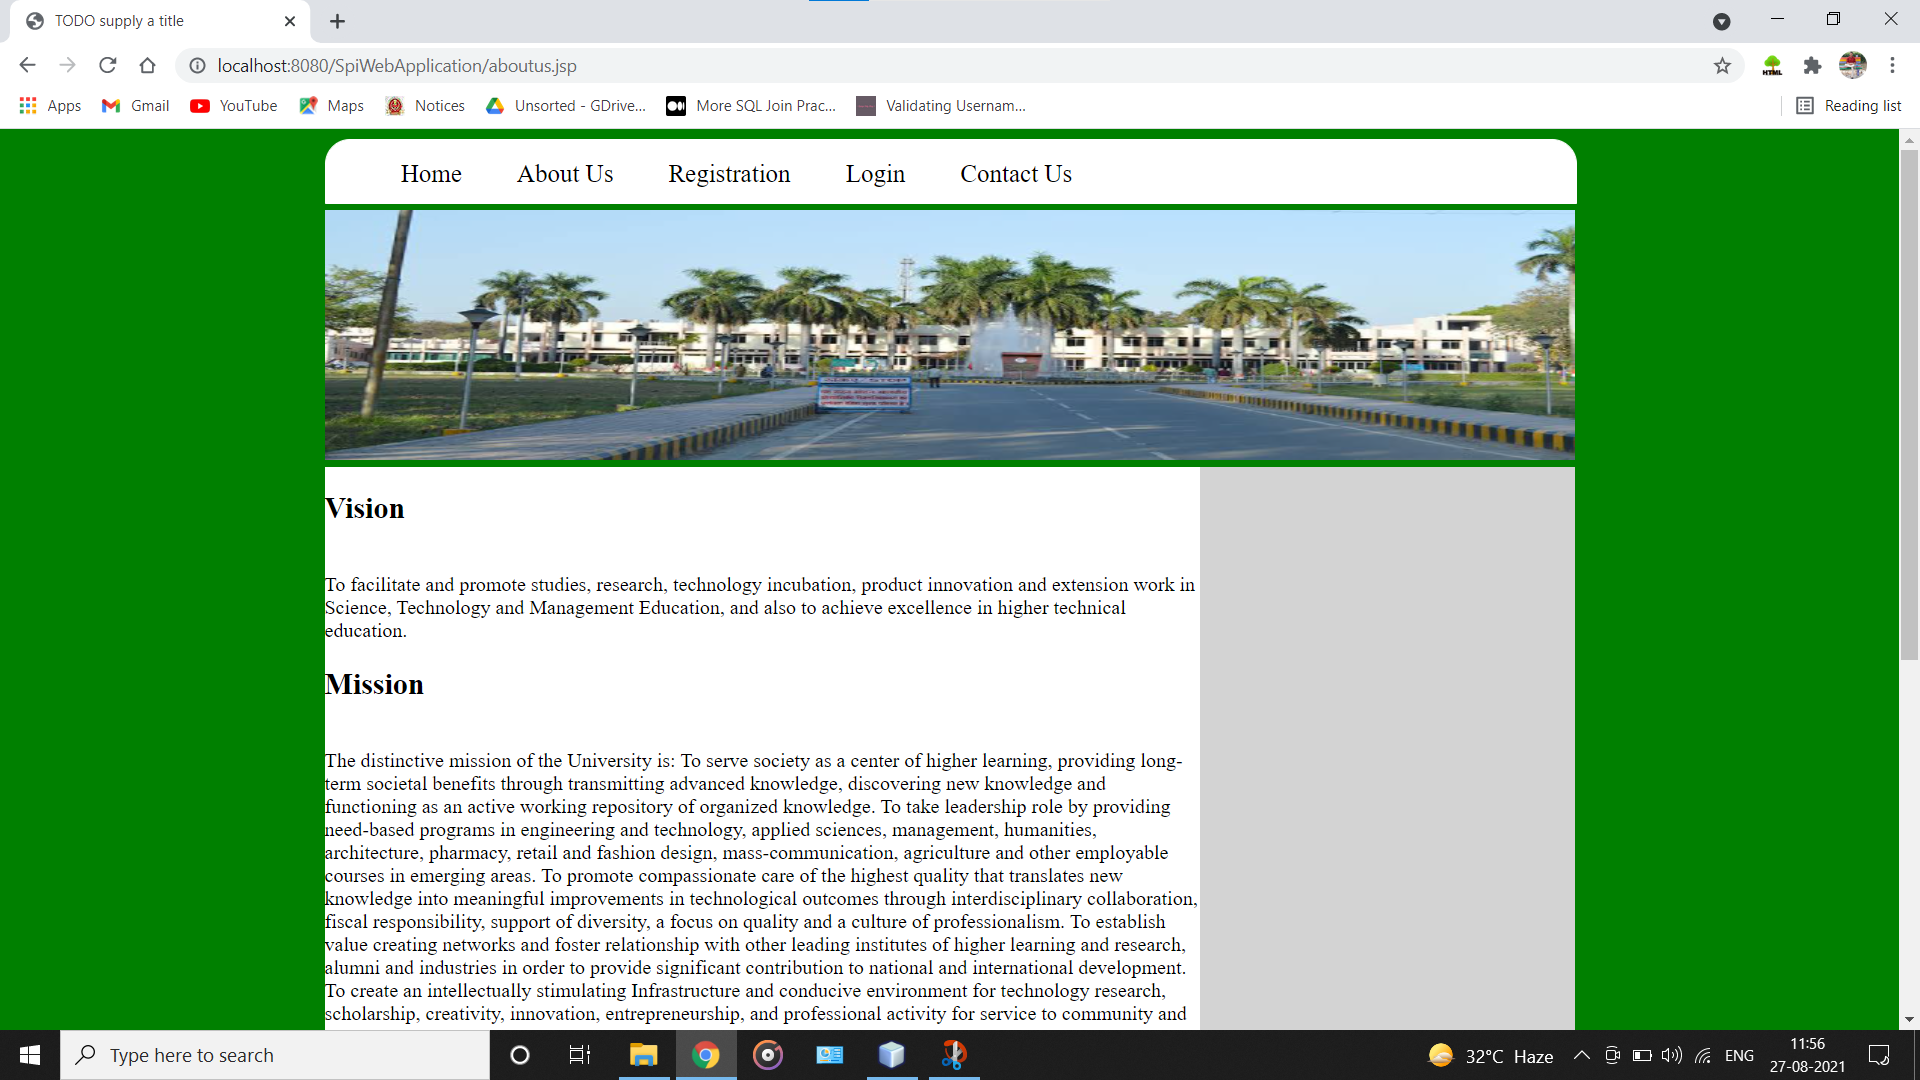 TODO supply a title
localhost:8080/SpiWebApplication/aboutus.jsp
HTML
Apps Gmail YouTube Maps Notices Unsorted - GDrive... More SQL Join Prac... Validating Usernam... Reading list
Home About Us Registration Login Contact Us
STOP
Vision
To facilitate and promote studies, research, technology incubation, product innovation and extension work in
Science, Technology and Management Education, and also to achieve excellence in higher technical
education.
Mission
The distinctive mission of the University is: To serve society as a center of higher learning, providing long-
term societal benefits through transmitting advanced knowledge, discovering new knowledge and
functioning as an active working repository of organized knowledge. To take leadership role by providing
need-based programs in engineering and technology, applied sciences, management, humanities,
architecture, pharmacy, retail and fashion design, mass-communication, agriculture and other employable
courses in emerging areas. To promote compassionate care of the highest quality that translates new
knowledge into meaningful improvements in technological outcomes through interdisciplinary collaboration,
fiscal responsibility, support of diversity, a focus on quality and a culture of professionalism. To establish
value creating networks and foster relationship with other leading institutes of higher learning and research,
alumni and industries in order to provide significant contribution to national and international development.
To create an intellectually stimulating Infrastructure and conducive environment for technology research,
scholarship, creativity, innovation, entrepreneurship, and professional activity for service to community and
Type here to search
32°C Haze
ENG
11:56
27-08-2021